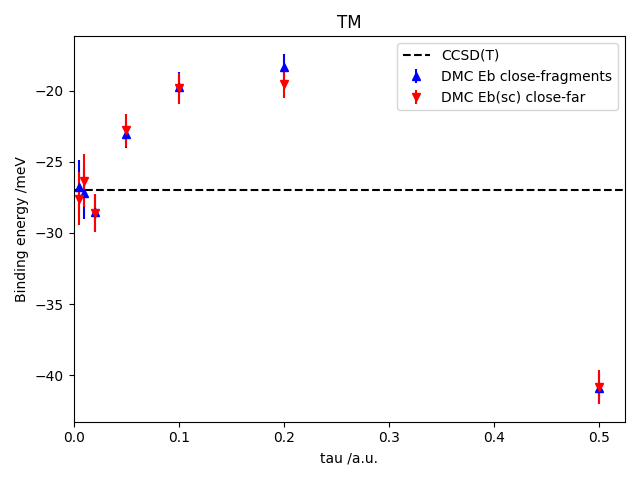 TM
CCSD(T)
DMC Eb close-fragments
DMC Eb(sc) close-far
Binding energy /meV
−20
−25
−30
−35
−40
0.0 0.1 0.2 0.3 0.4 0.5
tau /a.u.